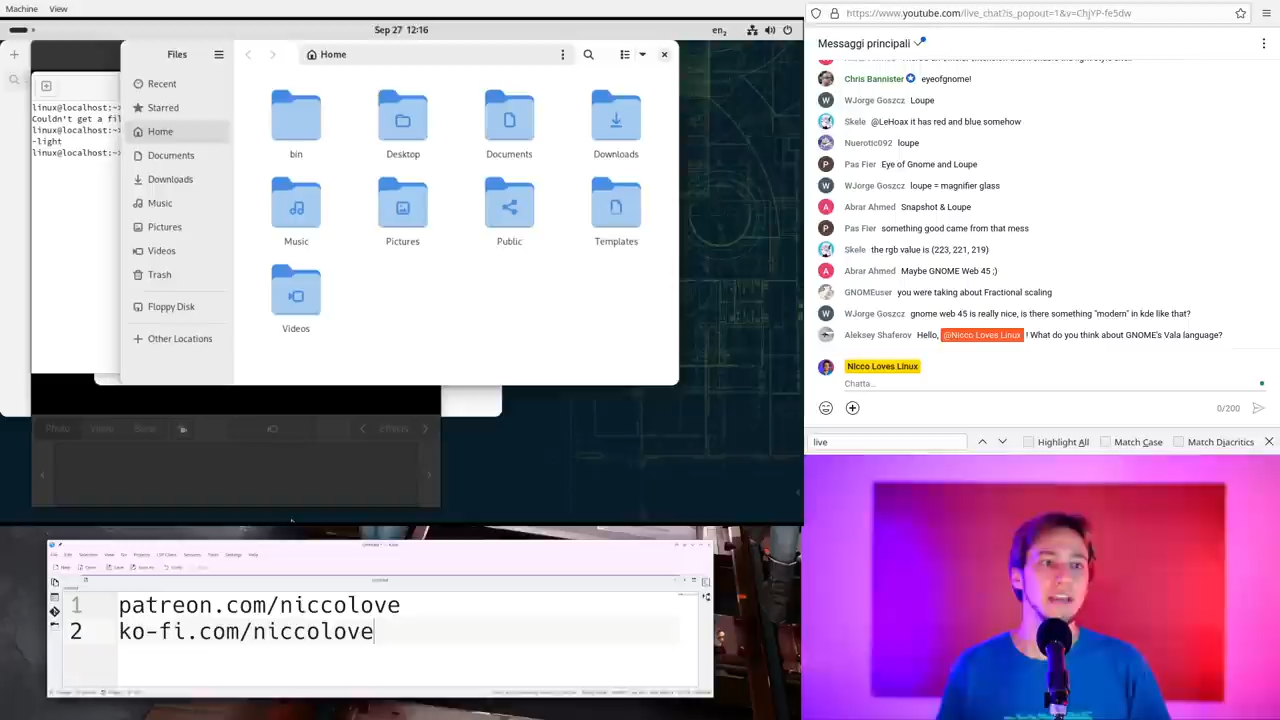 Machine View
Sep 27 12:16
en₂
Files
Home
linux@localhost:~
Couldn't get a fil
linux@localhost:~
-light
linux@localhost:~
Recent
Starred
Home
Documents
Downloads
Music
Pictures
Videos
Trash
Floppy Disk
Other Locations
bin
Desktop
Documents
Downloads
Music
Pictures
Public
Templates
Videos
Photo
effects
patreon.com/niccolove
ko-fi.com/niccolove
1
2
https://www.youtube.com/live_chat?is_popout=1&v=ChjYP-fe5dw
Messaggi principali
Chris Bannister eyeofgnome!
WJorge Goszcz Loupe
Skele @LeHoax it has red and blue somehow
Nuerotic092 loupe
Pas Fier Eye of Gnome and Loupe
WJorge Goszcz loupe = magnifier glass
Abrar Ahmed Snapshot & Loupe
Pas Fier something good came from that mess
Skele the rgb value is (223, 221, 219)
Abrar Ahmed Maybe GNOME Web 45 ;)
GNOMEuser you were taking about Fractional scaling
WJorge Goszcz gnome web 45 is really nice, is there something "modern" in kde like that?
Aleksey Shaferov Hello, @Nicco Loves Linux ! What do you think about GNOME's Vala language?
Nicco Loves Linux
Chatta...
0/200
live
Highlight All Match Case Match Diacritics